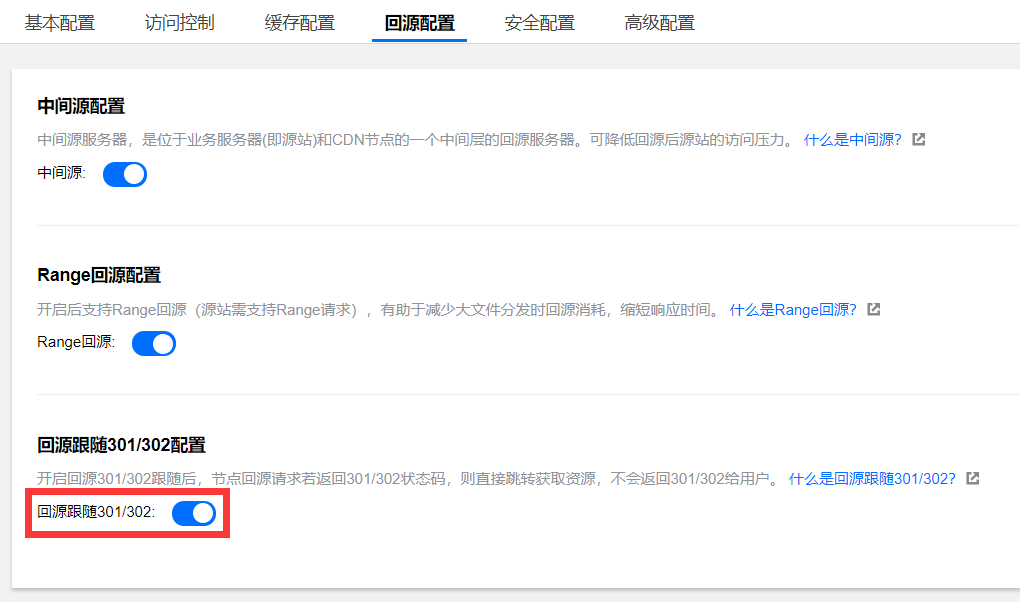 基本配置 访问控制 缓存配置 回源配置 安全配置 高级配置
中间源配置
中间源服务器，是位于业务服务器(即源站)和CDN节点的一个中间层的回源服务器。可降低回源后源站的访问压力。 什么是中间源?
中间源:
Range回源配置
开启后支持Range回源（源站需支持Range请求），有助于减少大文件分发时回源消耗，缩短响应时间。 什么是Range回源?
Range回源:
回源跟随301/302配置
开启回源301/302跟随后，节点回源请求若返回301/302状态码，则直接跳转获取资源，不会返回301/302给用户。 什么是回源跟随301/302?
回源跟随301/302: